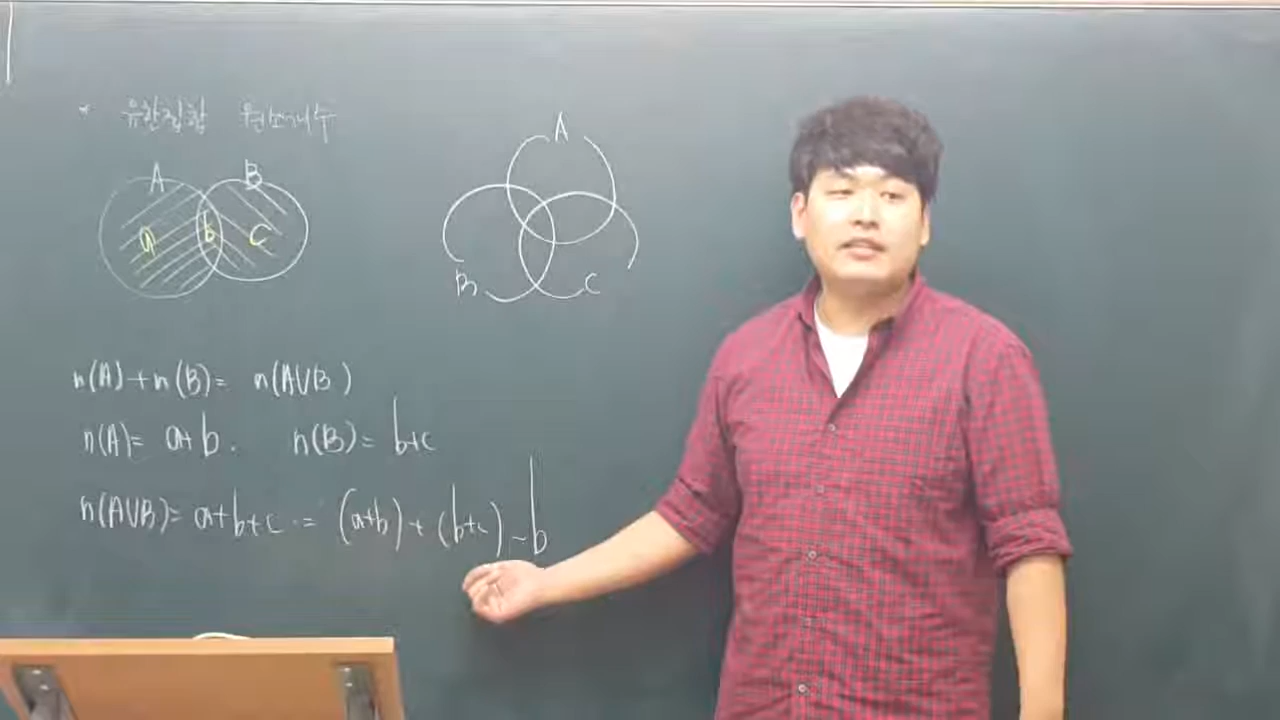 * 유한집합 원소개수
A B
a b c
A
B C
n(A)+n(B)= n(A∪B)
n(A)= a+b. n(B)= b+c
n(A∪B)= a+b+c = (a+b)+(b+c)-b